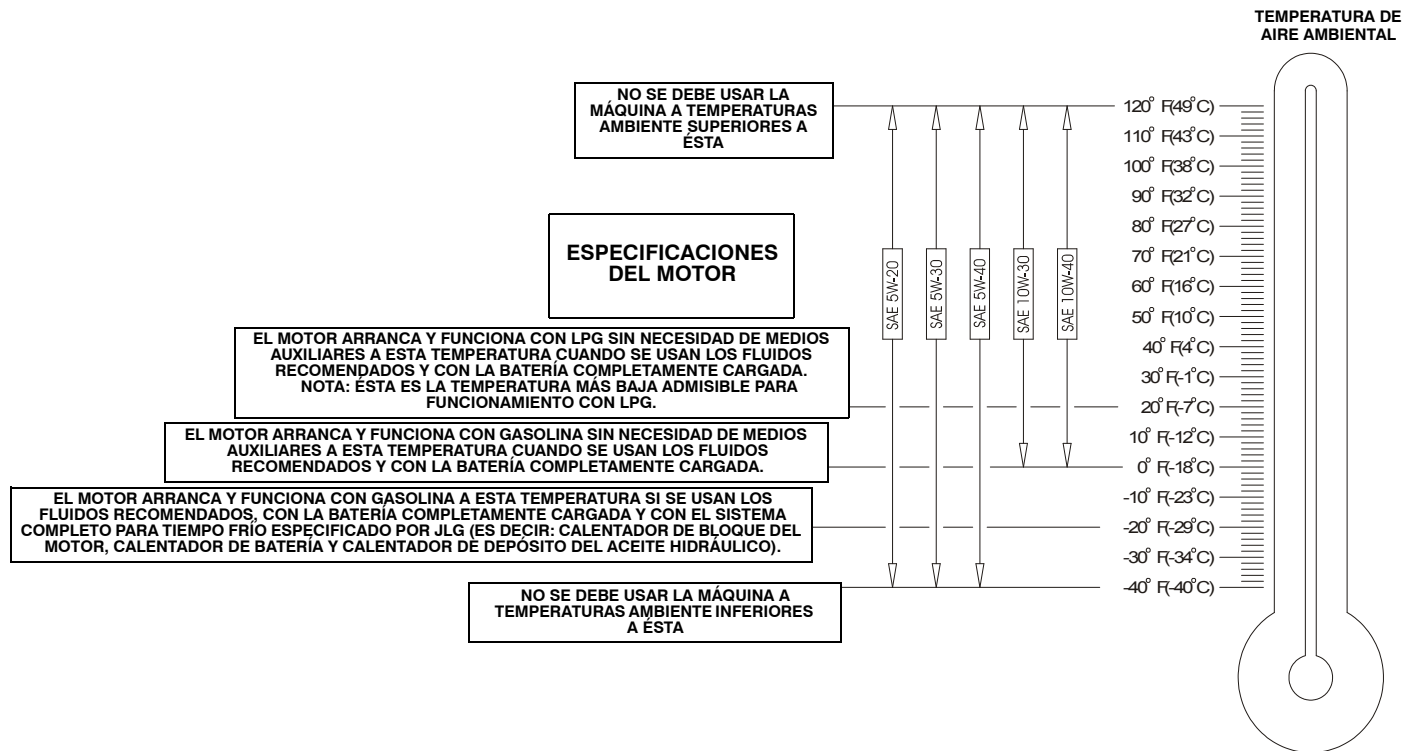 TEMPERATURA DE
AIRE AMBIENTAL
NO SE DEBE USAR LA
MÁQUINA A TEMPERATURAS
AMBIENTE SUPERIORES A
ÉSTA
ESPECIFICACIONES
DEL MOTOR
EL MOTOR ARRANCA Y FUNCIONA CON LPG SIN NECESIDAD DE MEDIOS
AUXILIARES A ESTA TEMPERATURA CUANDO SE USAN LOS FLUIDOS
RECOMENDADOS Y CON LA BATERÍA COMPLETAMENTE CARGADA.
NOTA: ÉSTA ES LA TEMPERATURA MÁS BAJA ADMISIBLE PARA
FUNCIONAMIENTO CON LPG.
EL MOTOR ARRANCA Y FUNCIONA CON GASOLINA SIN NECESIDAD DE MEDIOS
AUXILIARES A ESTA TEMPERATURA CUANDO SE USAN LOS FLUIDOS
RECOMENDADOS Y CON LA BATERÍA COMPLETAMENTE CARGADA.
EL MOTOR ARRANCA Y FUNCIONA CON GASOLINA A ESTA TEMPERATURA SI SE USAN LOS
FLUIDOS RECOMENDADOS, CON LA BATERÍA COMPLETAMENTE CARGADA Y CON EL SISTEMA
COMPLETO PARA TIEMPO FRÍO ESPECIFICADO POR JLG (ES DECIR: CALENTADOR DE BLOQUE DEL
MOTOR, CALENTADOR DE BATERÍA Y CALENTADOR DE DEPÓSITO DEL ACEITE HIDRÁULICO).
NO SE DEBE USAR LA MÁQUINA A
TEMPERATURAS AMBIENTE INFERIORES
A ÉSTA
SAE 5W-20
SAE 5W-30
SAE 5W-40
SAE 10W-30
SAE 10W-40
120° F(49°C)
110° F(43°C)
100° F(38°C)
90° F(32°C)
80° F(27°C)
70° F(21°C)
60° F(16°C)
50° F(10°C)
40° F(4°C)
30° F(-1°C)
20° F(-7°C)
10° F(-12°C)
0° F(-18°C)
-10° F(-23°C)
-20° F(-29°C)
-30° F(-34°C)
-40° F(-40°C)